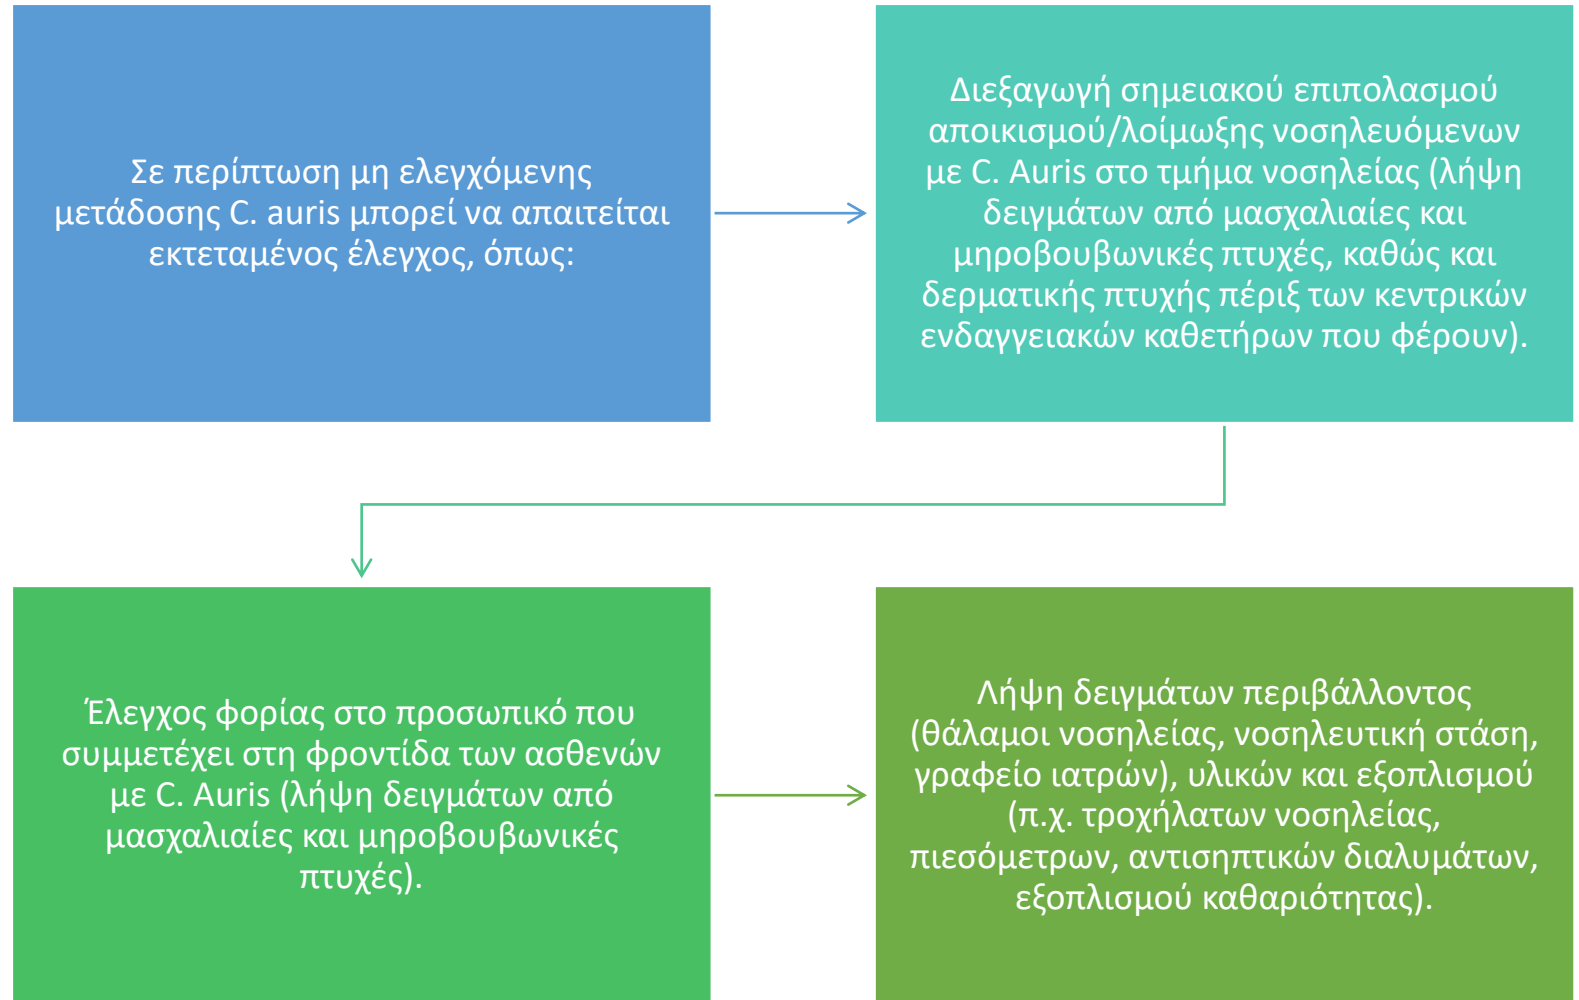 Σε περίπτωση μη ελεγχόμενης
μετάδοσης C. auris μπορεί να απαιτείται
εκτεταμένος έλεγχος, όπως:
Διεξαγωγή σημειακού επιπολασμού
αποικισμού/λοίμωξης νοσηλευόμενων
με C. Auris στο τμήμα νοσηλείας (λήψη
δειγμάτων από μασχαλιαίες και
μηροβουβωνικές πτυχές, καθώς και
δερματικής πτυχής πέριξ των κεντρικών
ενδαγγειακών καθετήρων που φέρουν).
Έλεγχος φορίας στο προσωπικό που
συμμετέχει στη φροντίδα των ασθενών
με C. Auris (λήψη δειγμάτων από
μασχαλιαίες και μηροβουβωνικές
πτυχές).
Λήψη δειγμάτων περιβάλλοντος
(θάλαμοι νοσηλείας, νοσηλευτική στάση,
γραφείο ιατρών), υλικών και εξοπλισμού
(π.χ. τροχήλατων νοσηλείας,
πιεσόμετρων, αντισηπτικών διαλυμάτων,
εξοπλισμού καθαριότητας).